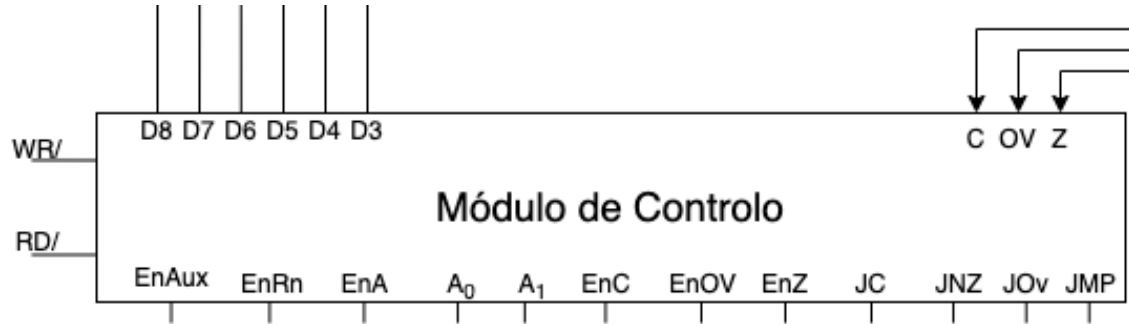 D8 D7 D6 D5 D4 D3 C OV Z
WR/
Módulo de Controlo
RD/
EnAux EnRn EnA A₀ A₁ EnC EnOV EnZ JC JNZ JOv JMP